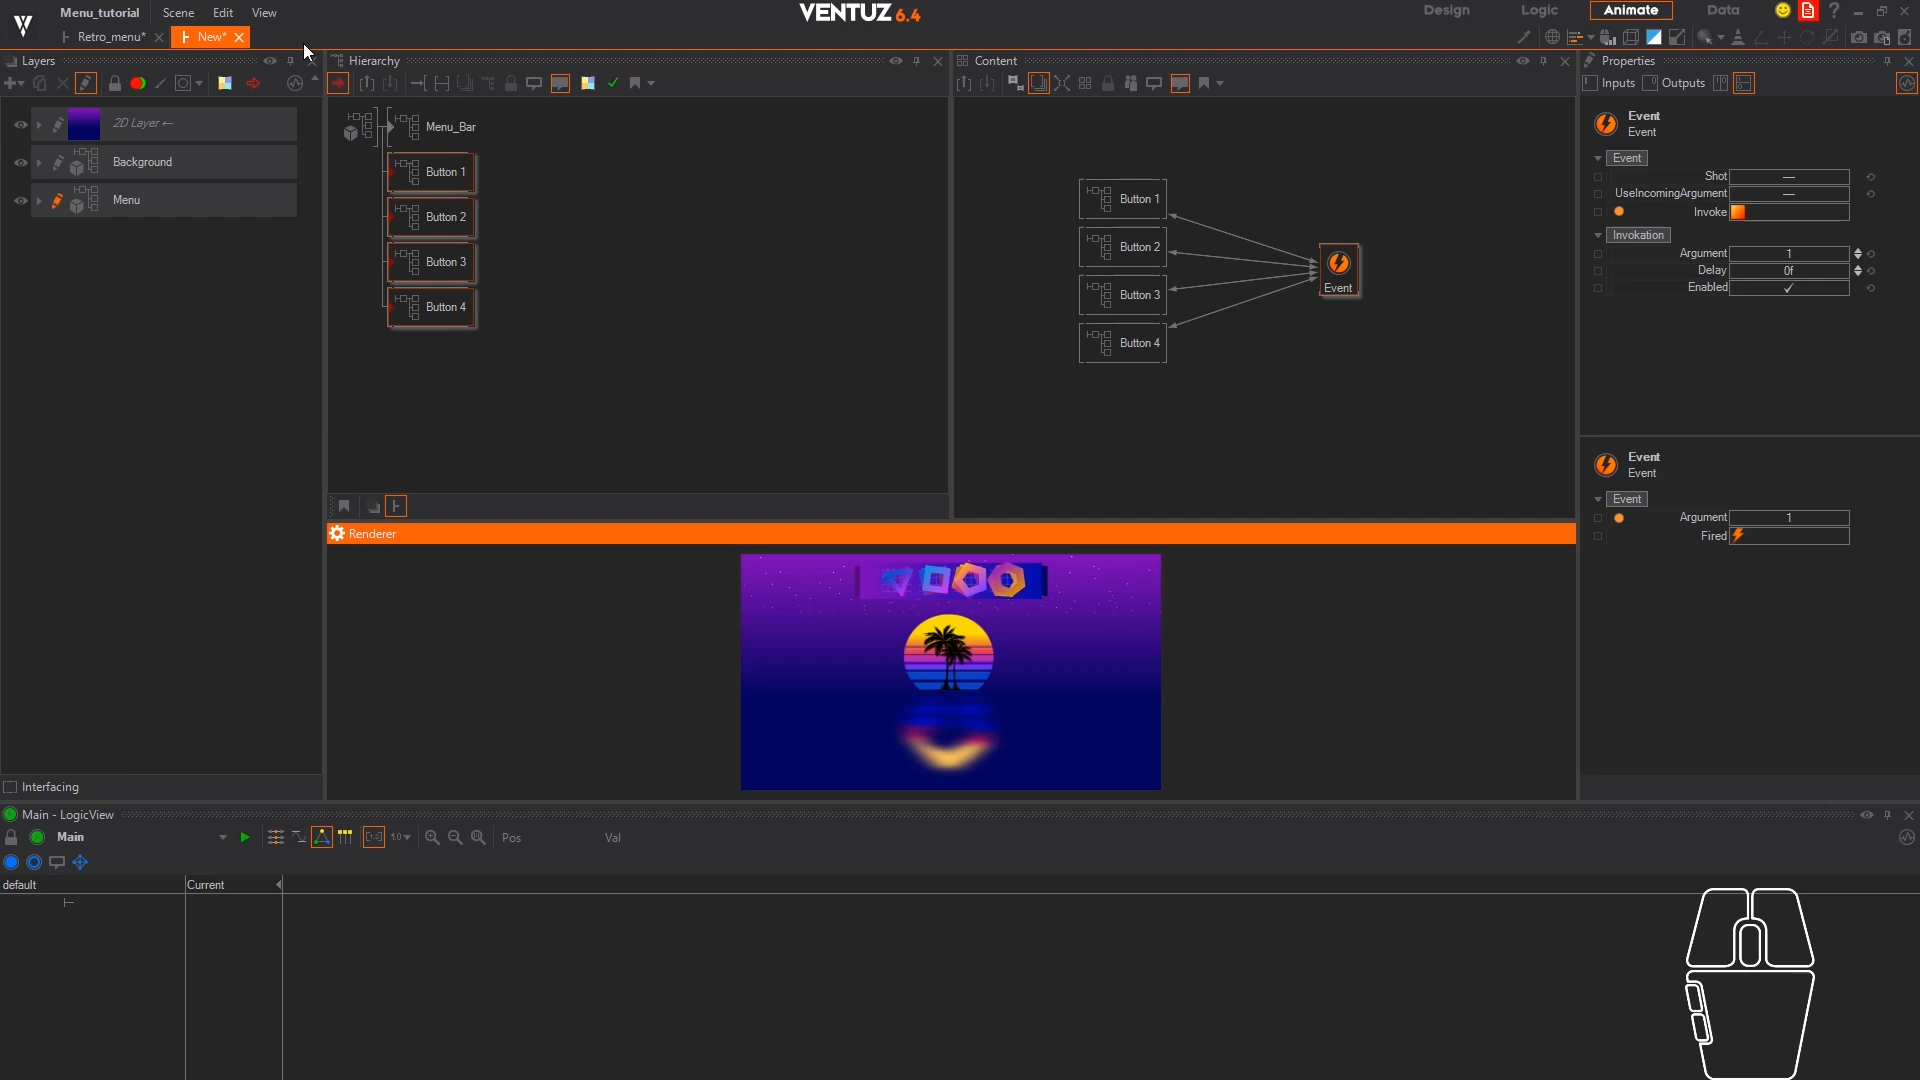 Menu_tutorial Scene Edit View
VENTUZ 6.4
Design Logic Animate Data
Retro_menu* New*
Layers
Hierarchy
Content
Properties
Inputs Outputs
2D Layer ←
Background
Menu
Menu_Bar
Button 1
Button 2
Button 3
Button 4
Button 1
Button 2
Button 3
Button 4
Event
Event
Event
Event
Shot —
UseIncomingArgument —
Invoke
Invokation
Argument 1
Delay 0f
Enabled ✓
Event
Event
Event
Argument 1
Fired
Renderer
Interfacing
Main - LogicView
Main
1.0
Pos Val
default Current